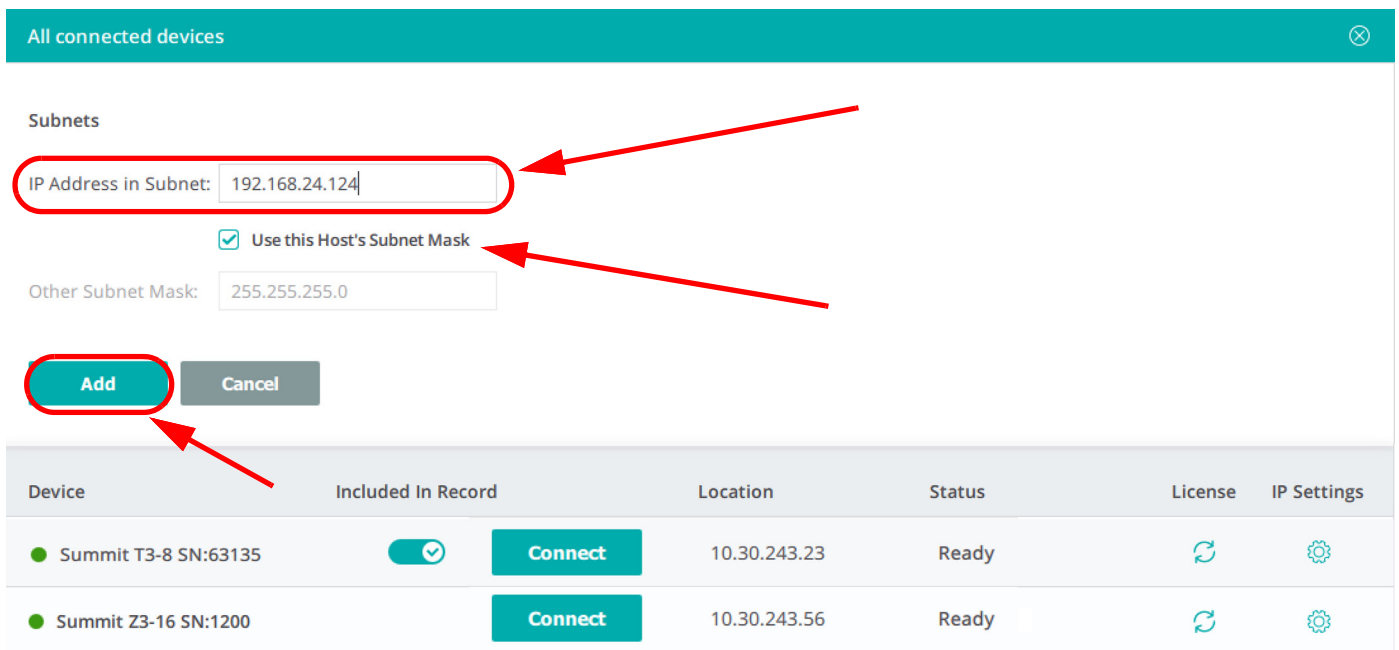 All connected devices
Subnets
IP Address in Subnet: 192.168.24.124
Use this Host's Subnet Mask
Other Subnet Mask: 255.255.255.0
Add Cancel
Device Included In Record Location Status License IP Settings
Summit T3-8 SN:63135 Connect 10.30.243.23 Ready
Summit Z3-16 SN:1200 Connect 10.30.243.56 Ready